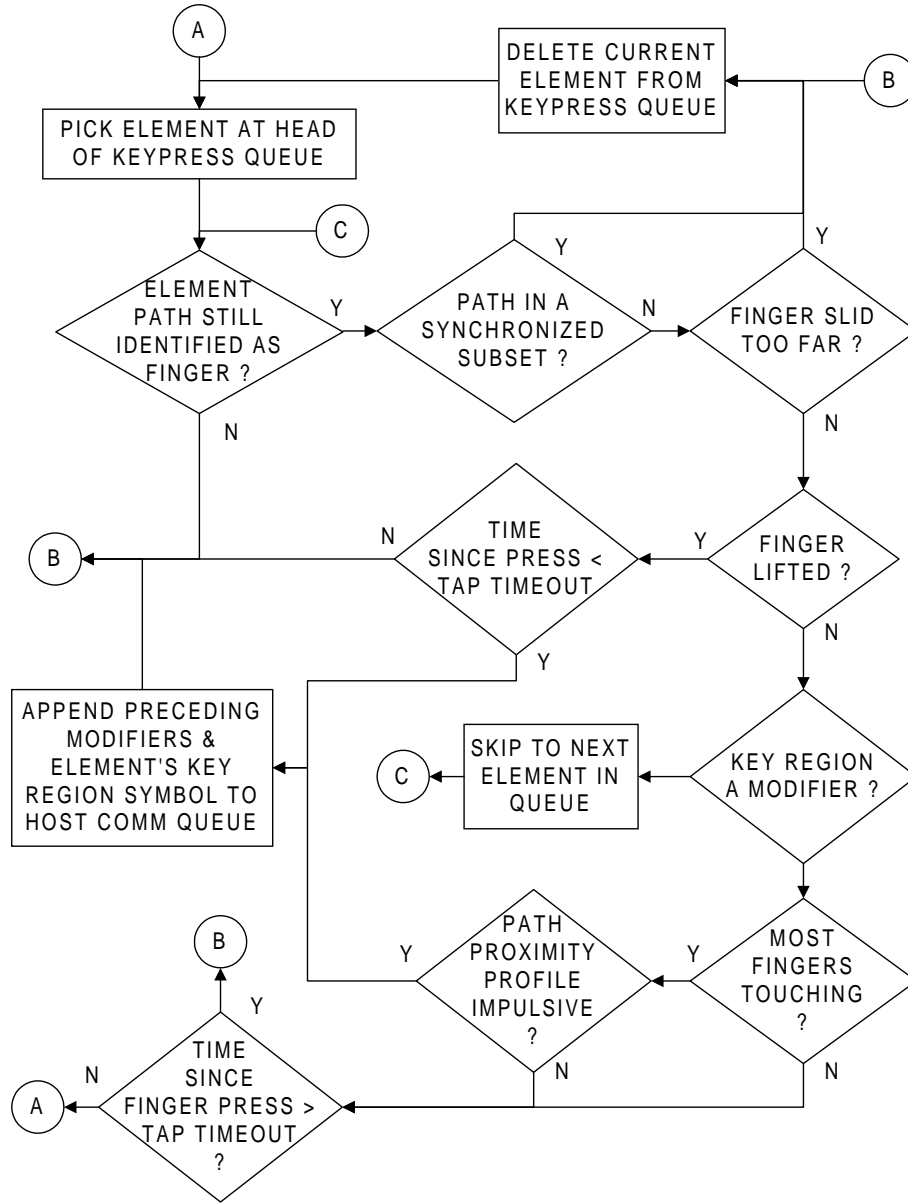 A
DELETE CURRENT
ELEMENT FROM
KEYPRESS QUEUE
B
PICK ELEMENT AT HEAD
OF KEYPRESS QUEUE
C
ELEMENT
PATH STILL
IDENTIFIED AS
FINGER ?
Y
N
PATH IN A
SYNCHRONIZED
SUBSET ?
Y
N
FINGER SLID
TOO FAR ?
Y
N
B
N
TIME
SINCE PRESS <
TAP TIMEOUT
Y
Y
FINGER
LIFTED ?
N
APPEND PRECEDING
MODIFIERS &
ELEMENT'S KEY
REGION SYMBOL TO
HOST COMM QUEUE
C
SKIP TO NEXT
ELEMENT IN
QUEUE
KEY REGION
A MODIFIER ?
B
Y
PATH
PROXIMITY
PROFILE
IMPULSIVE
?
N
Y
MOST
FINGERS
TOUCHING
?
N
Y
N
A
TIME
SINCE
FINGER PRESS >
TAP TIMEOUT
?